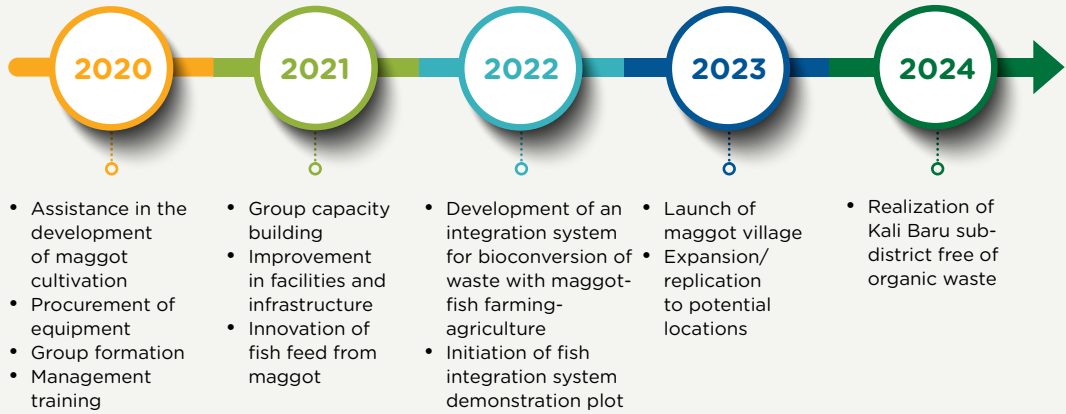 2020
2021
2022
2023
2024
• Assistance in the
development
of maggot
cultivation
• Procurement of
equipment
• Group formation
• Management
training
• Group capacity
building
• Improvement
in facilities and
infrastructure
• Innovation of
fish feed from
maggot
• Development of an
integration system
for bioconversion of
waste with maggot-
fish farming-
agriculture
• Initiation of fish
integration system
demonstration plot
• Launch of
maggot village
• Expansion/
replication
to potential
locations
• Realization of
Kali Baru sub-
district free of
organic waste